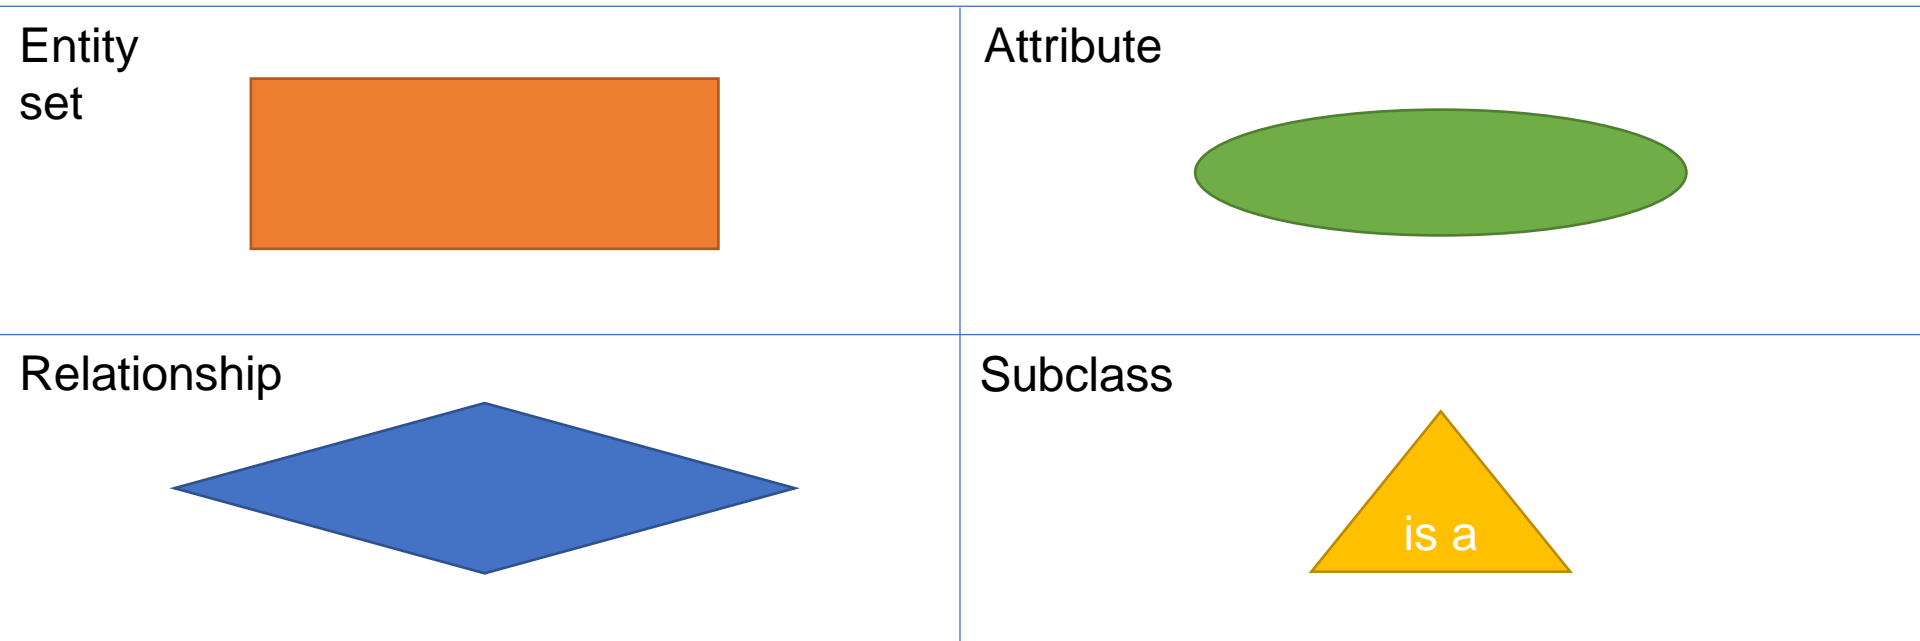 Entity
set
Attribute
Relationship
Subclass
is a